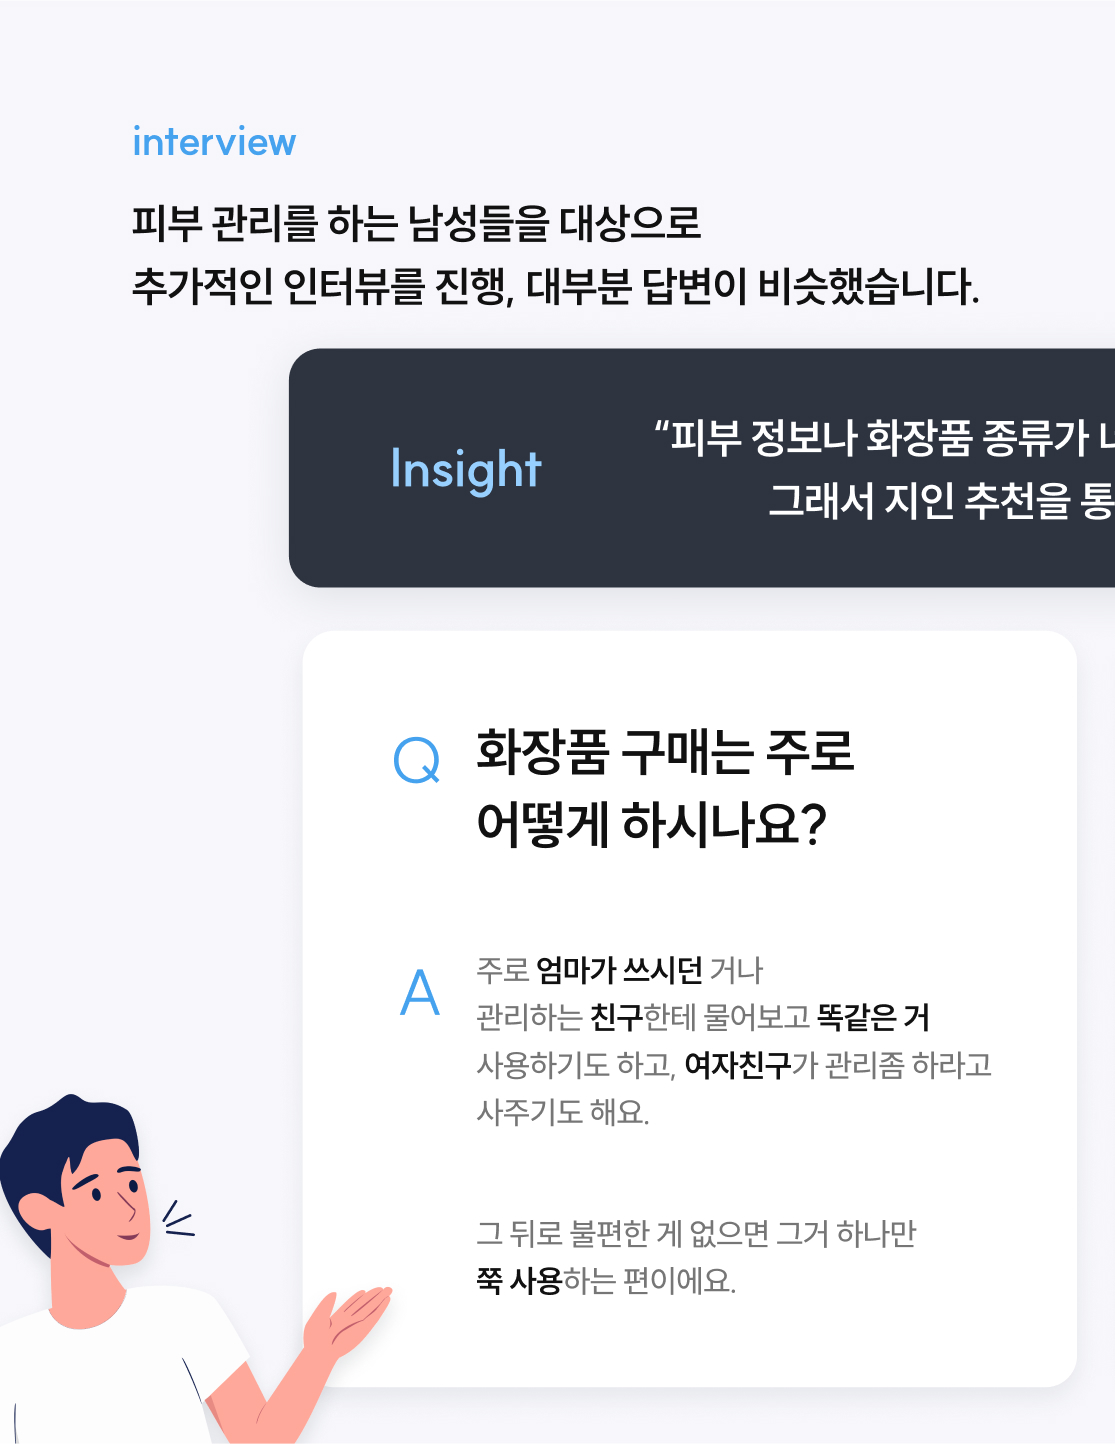 interview
피부 관리를 하는 남성들을 대상으로
추가적인 인터뷰를 진행, 대부분 답변이 비슷했습니다.
Insight
“피부 정보나 화장품 종류가
그래서 지인 추천을 통
Q
화장품 구매는 주로
어떻게 하시나요?
A
주로 엄마가 쓰시던 거나
관리하는 친구한테 물어보고 똑같은 거
사용하기도 하고, 여자친구가 관리좀 하라고
사주기도 해요.
그 뒤로 불편한 게 없으면 그거 하나만
쭉 사용하는 편이에요.